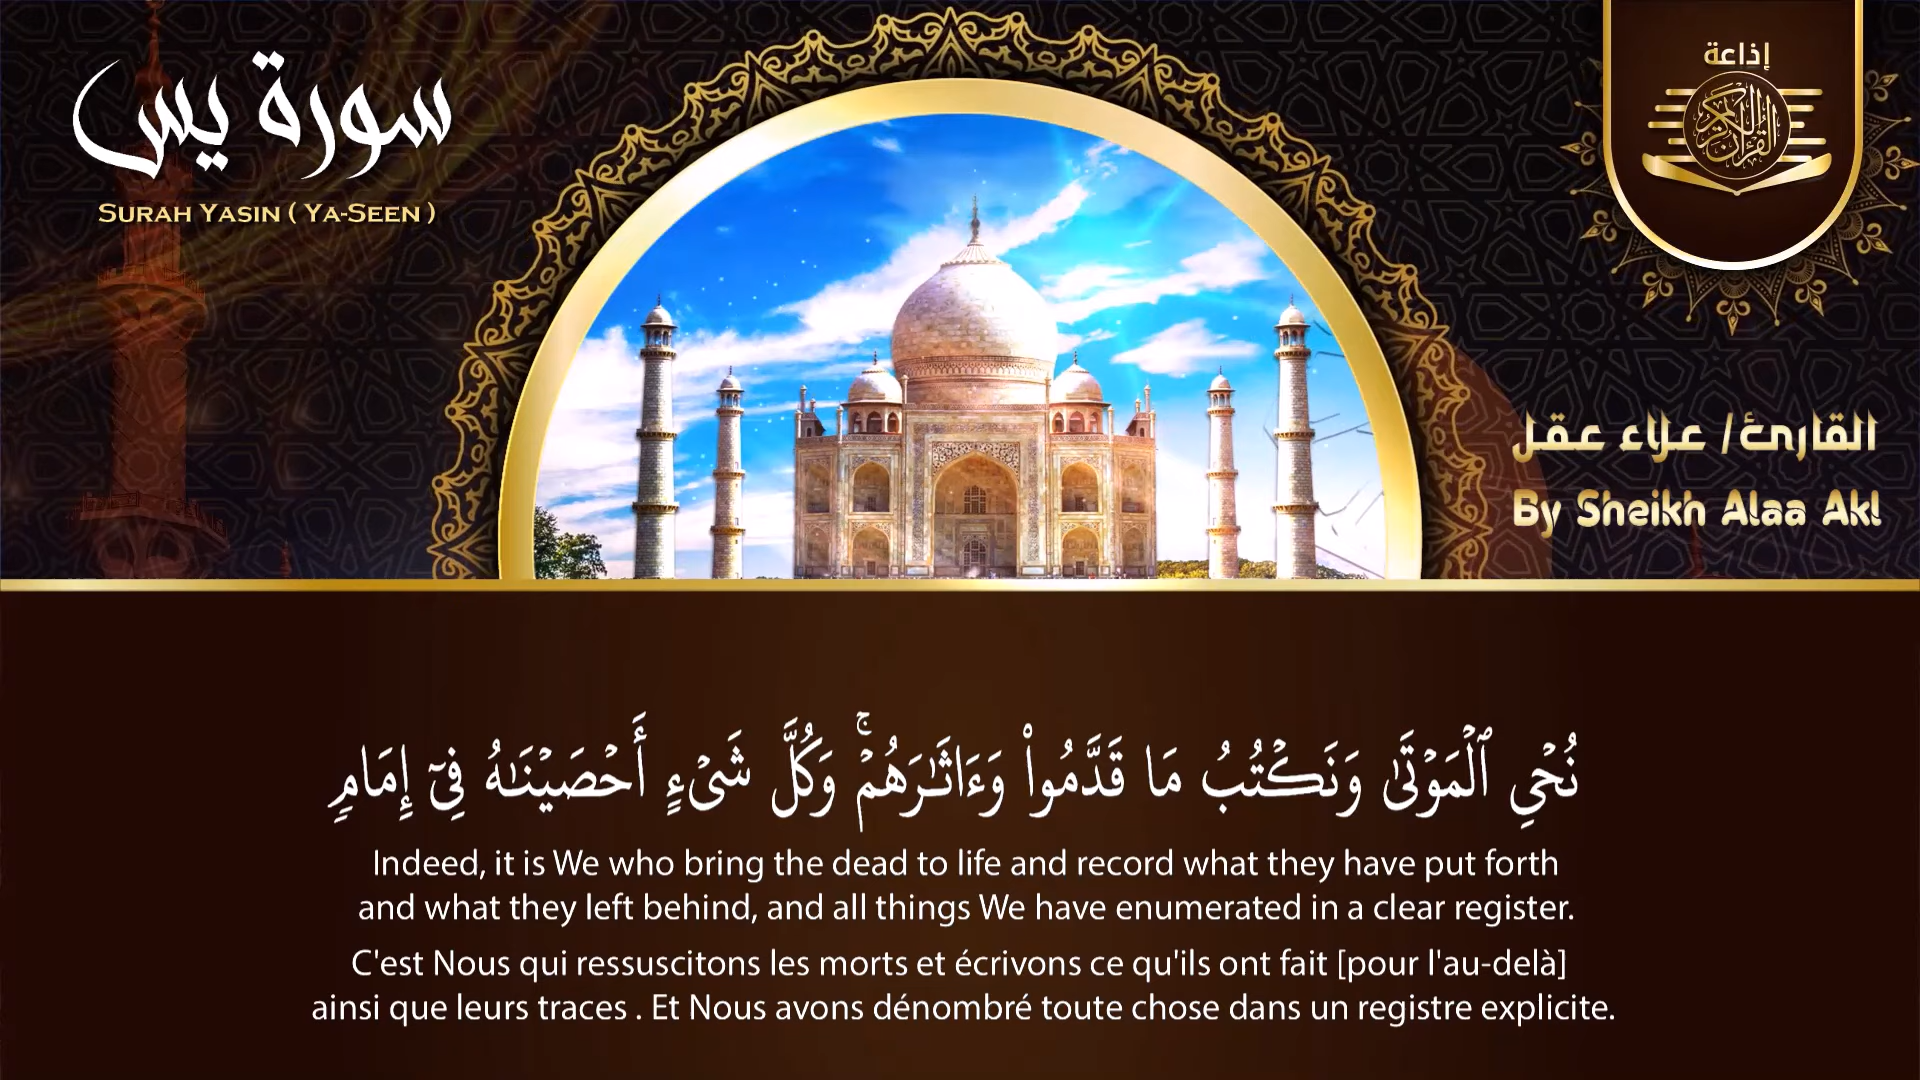 سورة يس
SURAH YASIN ( YA-SEEN )
إذاعة
القرآن الكريم
القارئ/ علاء عقل
By Sheikh Alaa Akl
نُحْىِ ٱلْمَوْتَىٰ وَنَكْتُبُ مَا قَدَّمُوا۟ وَءَاثَـٰرَهُمْ ۚ وَكُلَّ شَىْءٍ أَحْصَيْنَـٰهُ فِىٓ إِمَامٍ
Indeed, it is We who bring the dead to life and record what they have put forth
and what they left behind, and all things We have enumerated in a clear register.
C'est Nous qui ressuscitons les morts et écrivons ce qu'ils ont fait [pour l'au-delà]
ainsi que leurs traces . Et Nous avons dénombré toute chose dans un registre explicite.